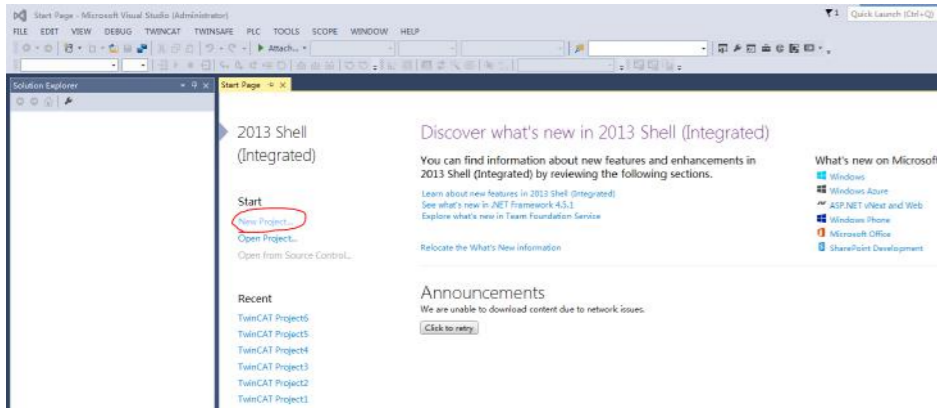 Start Page - Microsoft Visual Studio (Administrator)
1 Quick Launch (Ctrl+Q)
FILE EDIT VIEW DEBUG TWINCAT TWINSAFE PLC TOOLS SCOPE WINDOW HELP
Attach...
Solution Explorer
Start Page
2013 Shell
(Integrated)
Start
New Project...
Open Project...
Open from Source Control...
Recent
TwinCAT Project6
TwinCAT Project5
TwinCAT Project4
TwinCAT Project3
TwinCAT Project2
TwinCAT Project1
Discover what's new in 2013 Shell (Integrated)
You can find information about new features and enhancements in
2013 Shell (Integrated) by reviewing the following sections.
Learn about new features in 2013 Shell (Integrated)
See what's new in .NET Framework 4.5.1
Explore what's new in Team Foundation Service
Relocate the What's New information
Announcements
We are unable to download content due to network issues.
Click to retry
What's new on Microsoft
Windows
Windows Azure
ASP.NET vNext and Web
Windows Phone
Microsoft Office
SharePoint Development